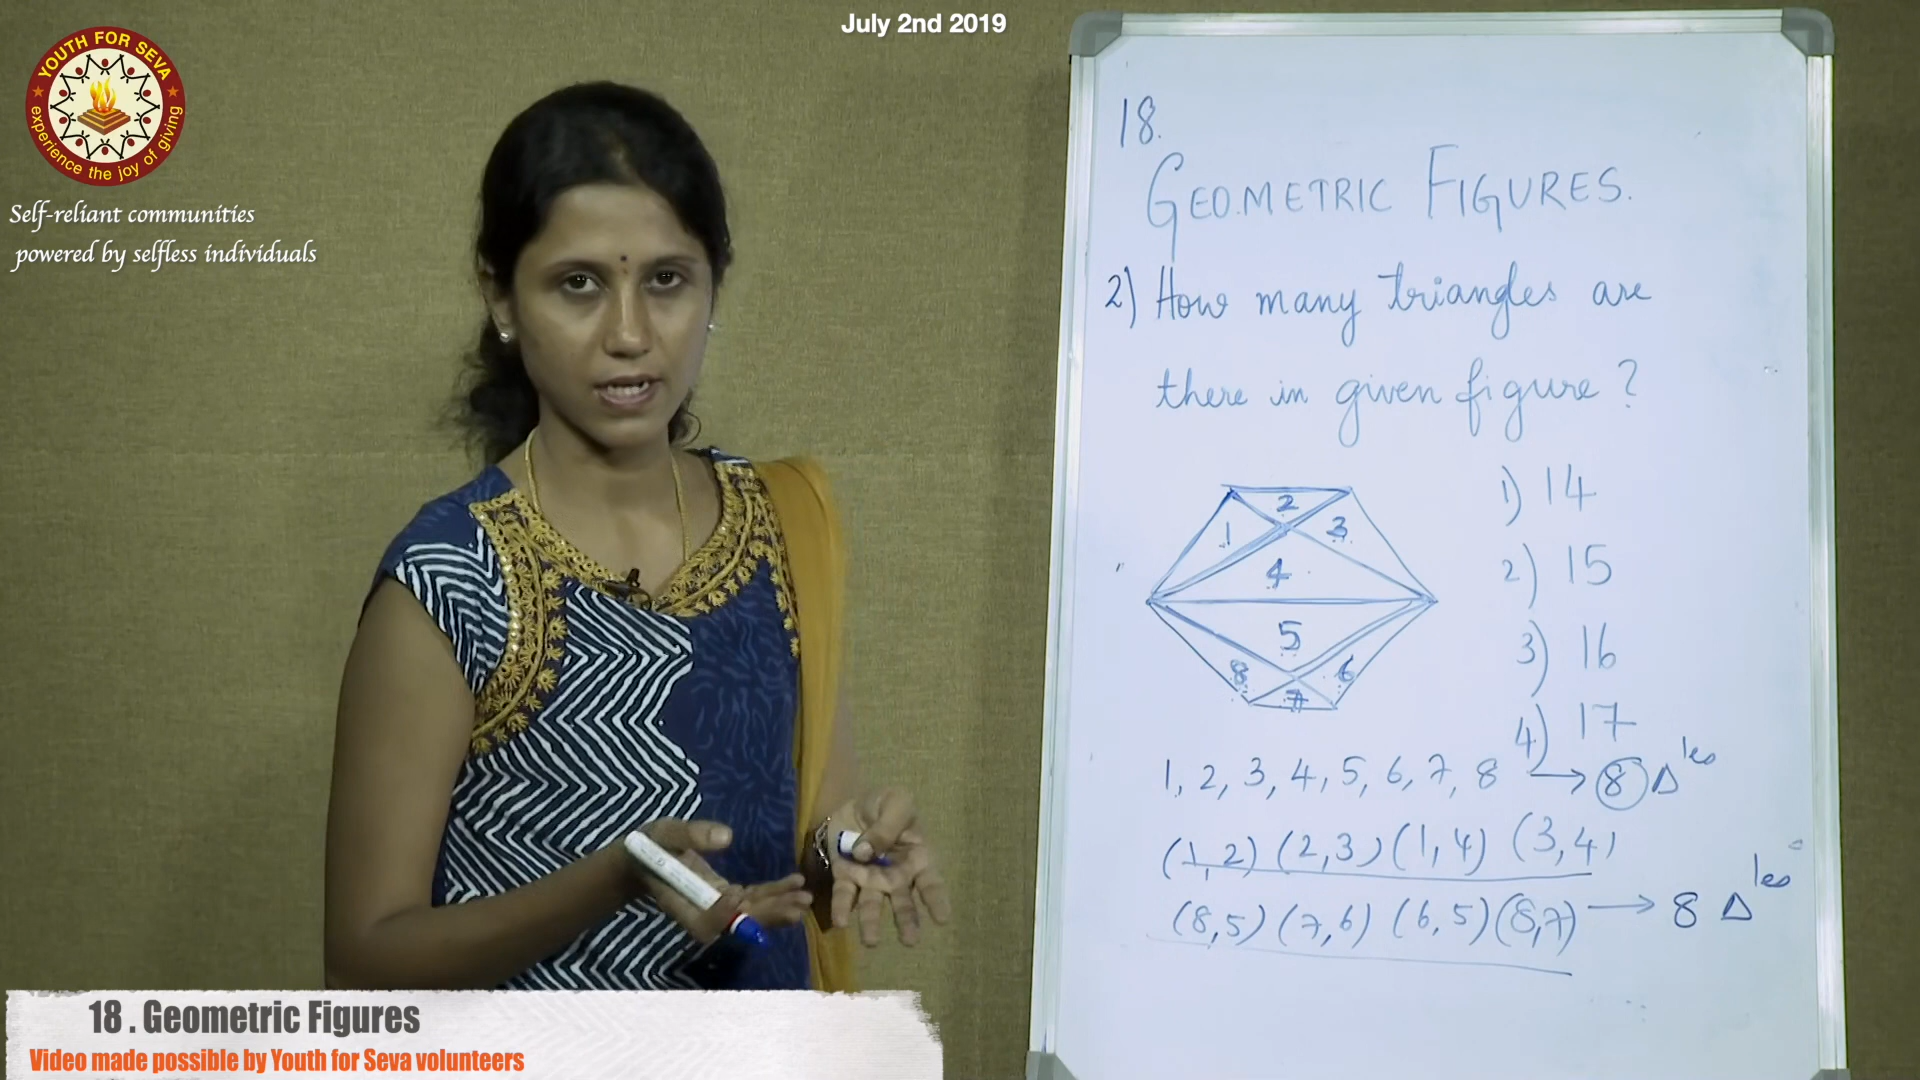 July 2nd 2019
YOUTH FOR SEVA
experience the joy of giving
Self-reliant communities
powered by selfless individuals
18.
GEOMETRIC FIGURES.
2) How many triangles are
there in given figure?
1) 14
2) 15
3) 16
4) 17
2
1
3
4
5
8
6
7
1, 2, 3, 4, 5, 6, 7, 8 → 8 Δles
(1,2) (2,3) (1,4) (3,4)
(8,5) (7,6) (6,5) (8,7) → 8 Δles
18 . Geometric Figures
Video made possible by Youth for Seva volunteers